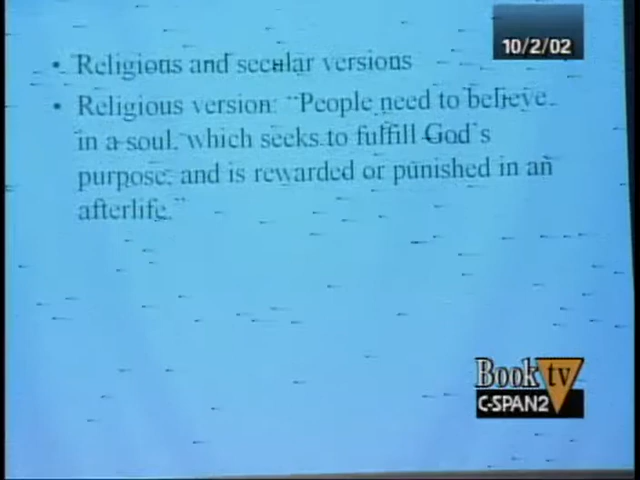 10/2/02
• Religious and secular versions
• Religious version: "People need to believe
in a soul, which seeks to fulfill God's
purpose, and is rewarded or punished in an
afterlife."
Book tv
C-SPAN2